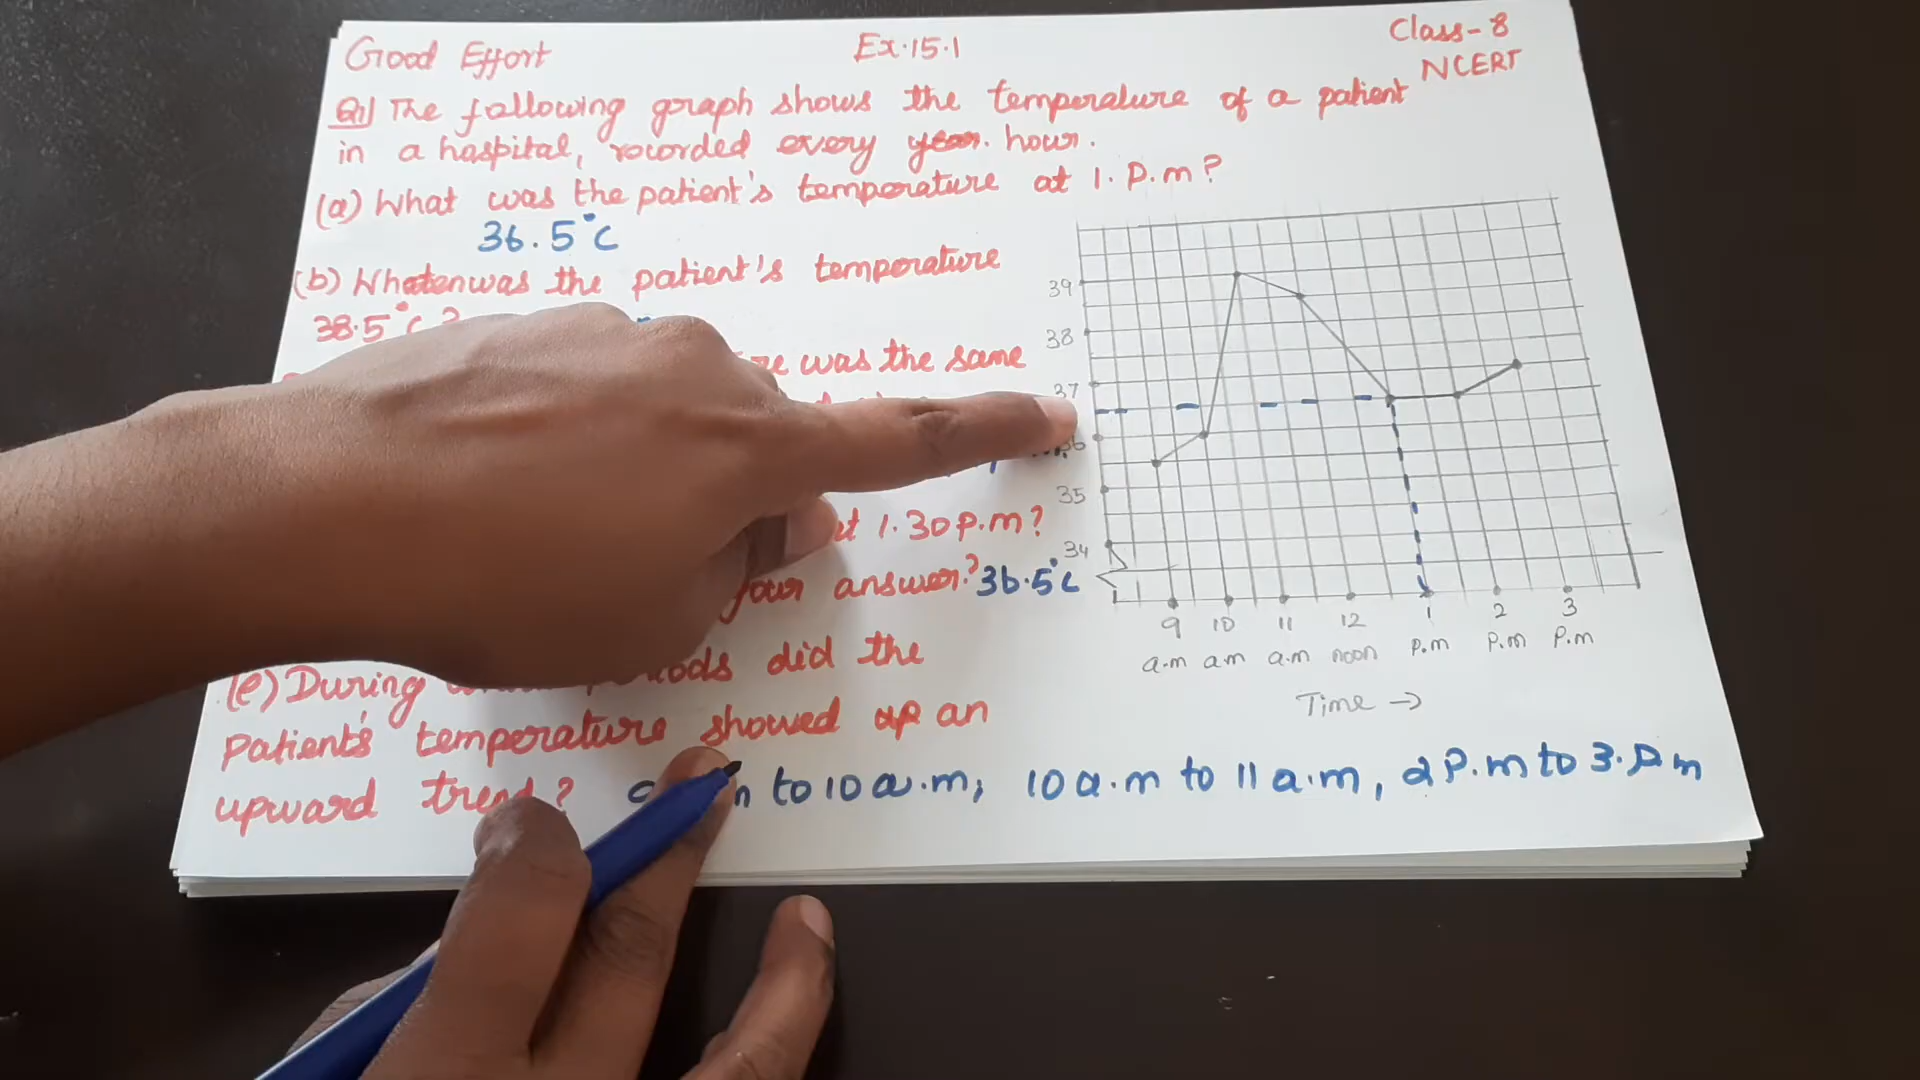 Good Effort
Ex.15.1
Class-8
NCERT
Q1) The following graph shows the temperature of a patient
in a hospital, recorded every year. hour.
(a) What was the patient's temperature at 1. p.m?
36.5°C
(b) When was the patient's temperature
38.5°C?
was the same
at 1.30 p.m?
your answer? 36.5°C
(e) During did the
patient's temperature showed an
upward trend? to 10 a.m; 10 a.m to 11 a.m, 2 P.m to 3.p.m
39
38
37
36
35
34
9 10 11 12 1 2 3
a.m a.m a.m noon p.m p.m p.m
Time →